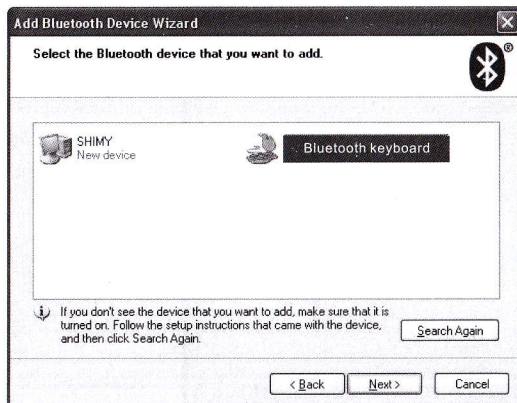 Add Bluetooth Device Wizard
Select the Bluetooth device that you want to add.
®
SHIMY
New device
Bluetooth keyboard
If you don't see the device that you want to add, make sure that it is
turned on. Follow the setup instructions that came with the device,
and then click Search Again.
Search Again
< Back
Next >
Cancel